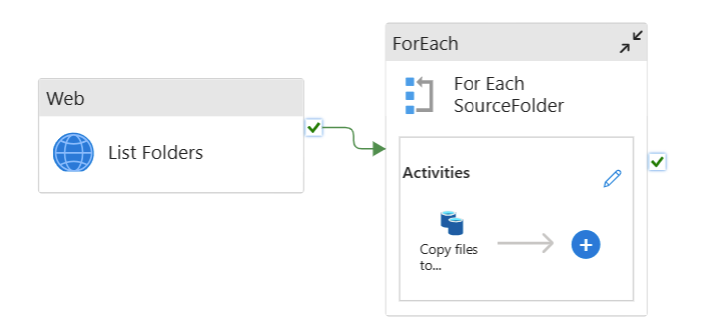 Web
List Folders
ForEach
For Each
SourceFolder
Activities
Copy files
to...